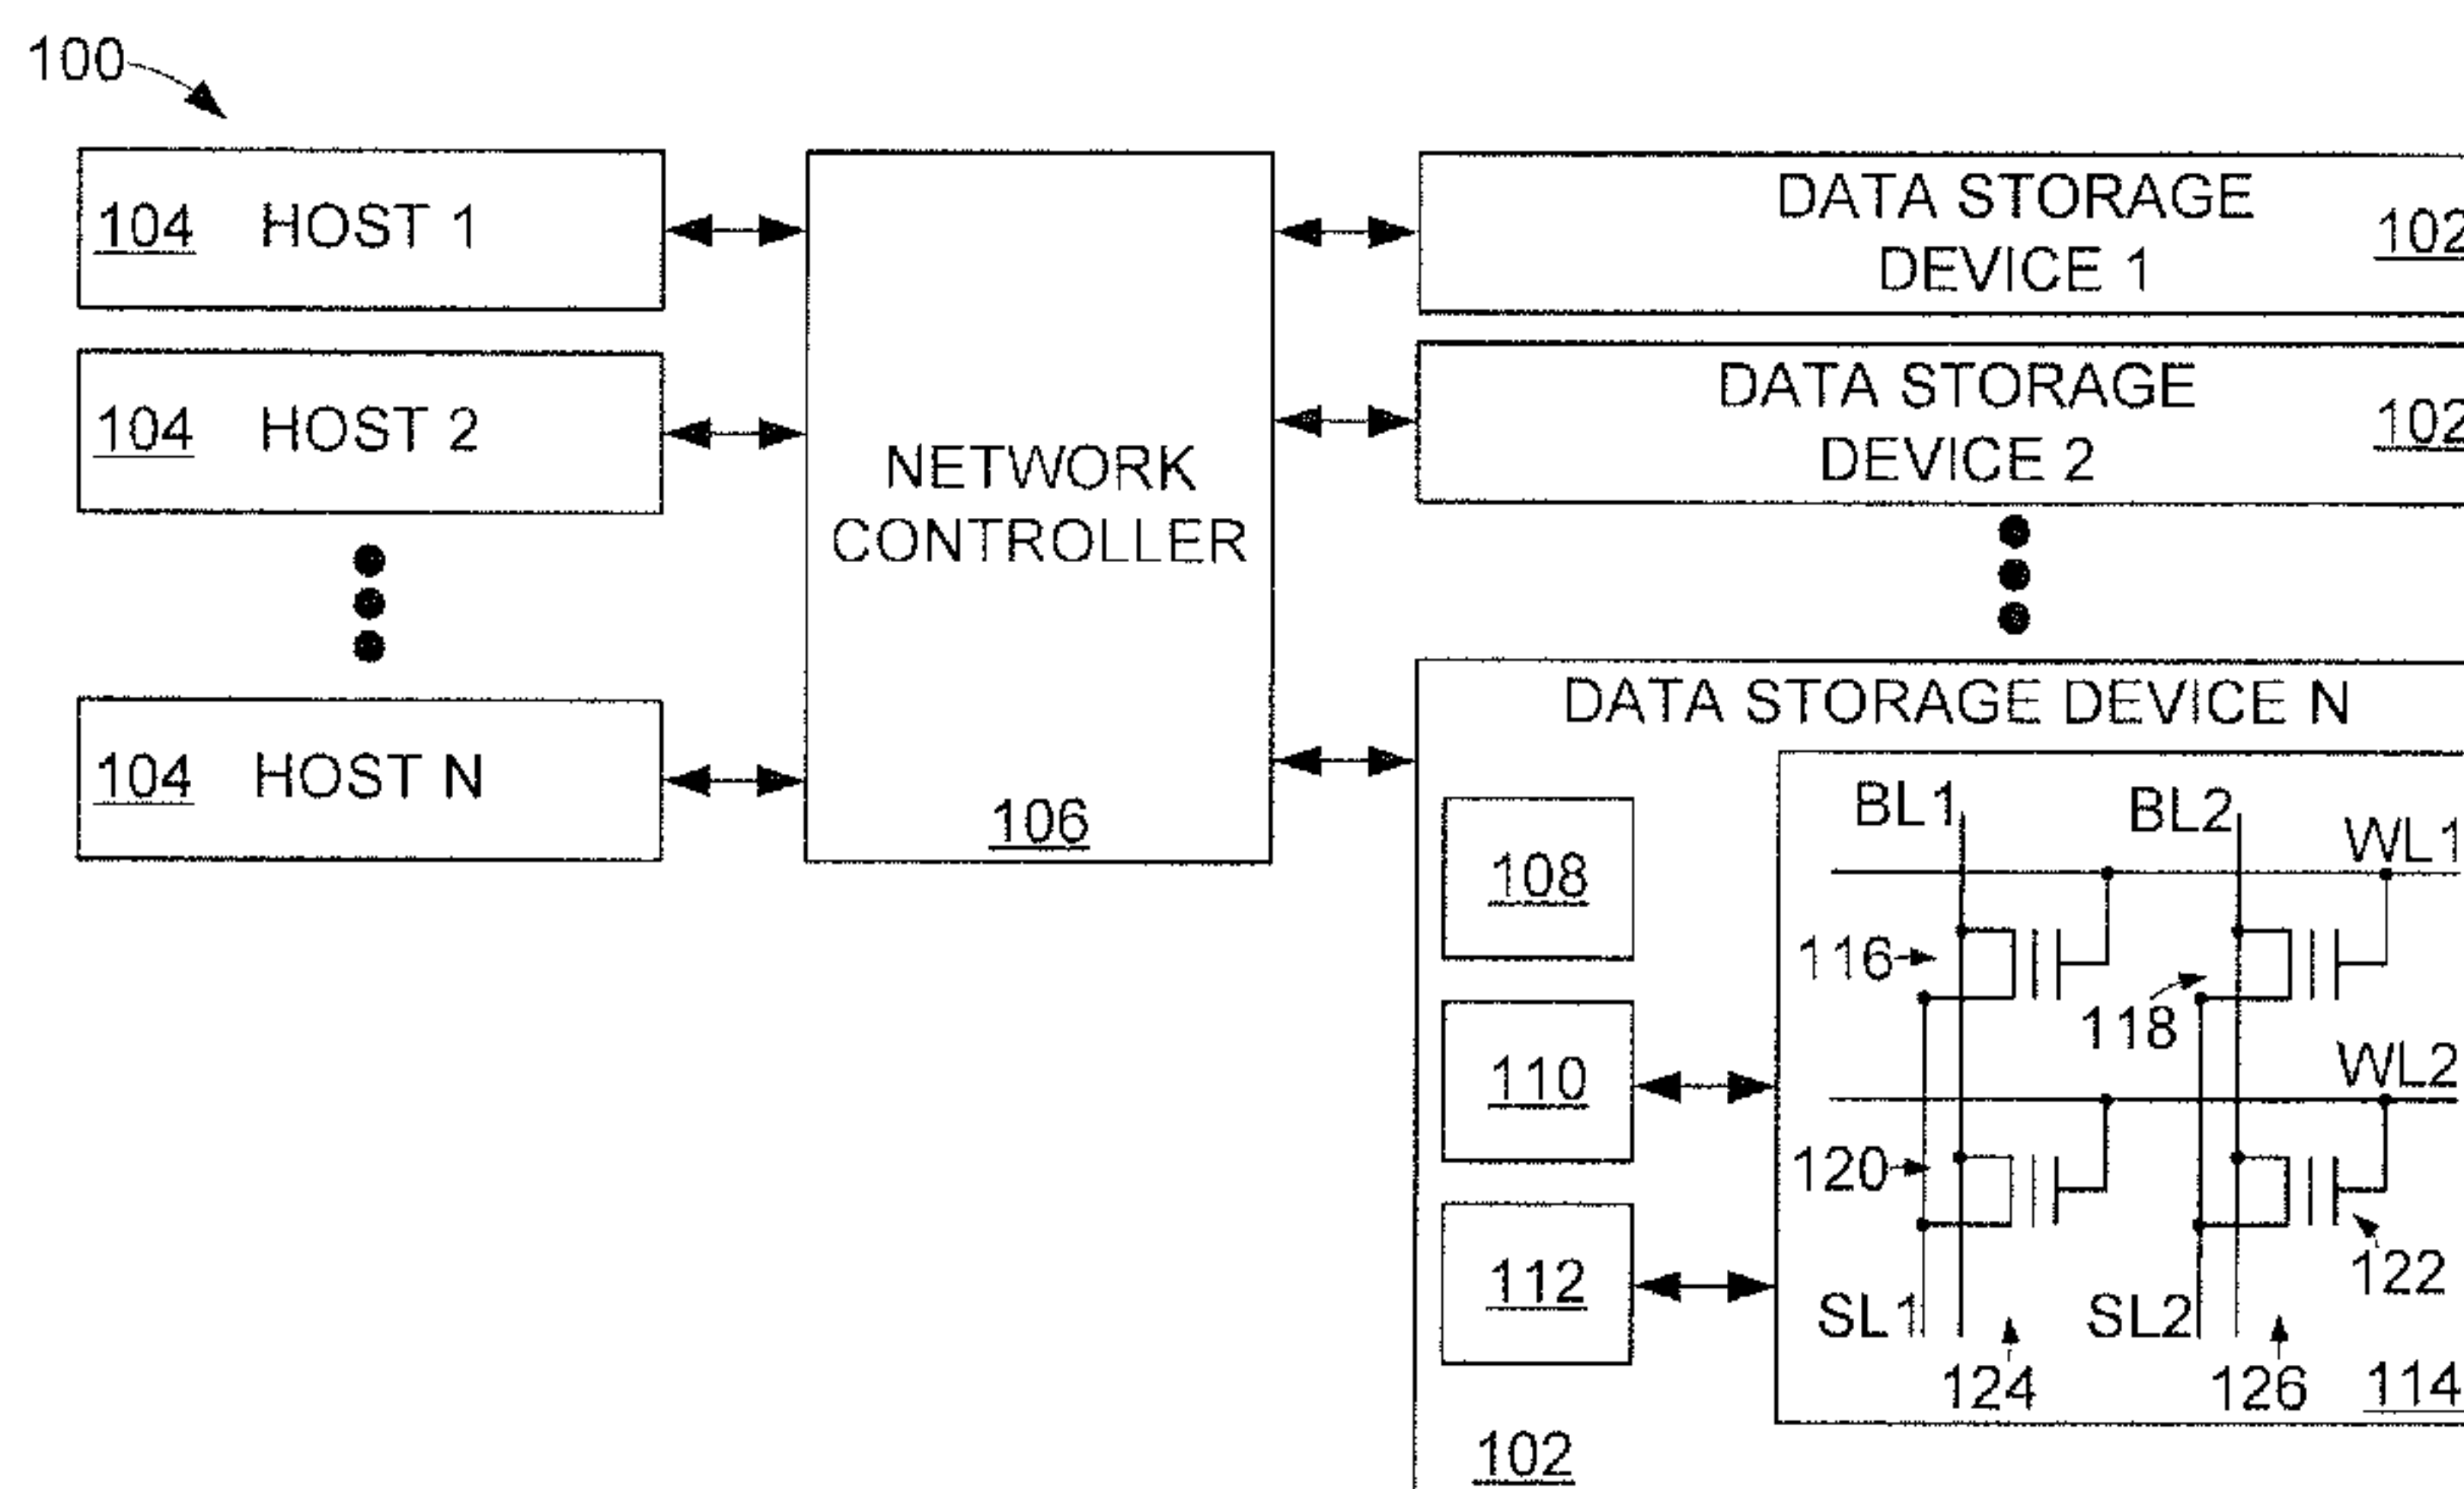 100
104 HOST 1
104 HOST 2
104 HOST N
NETWORK
CONTROLLER
106
DATA STORAGE
DEVICE 1
102
DATA STORAGE
DEVICE 2
102
DATA STORAGE DEVICE N
108
110
112
102
BL1
BL2
WL1
116
118
WL2
120
122
SL1
SL2
124
126
114